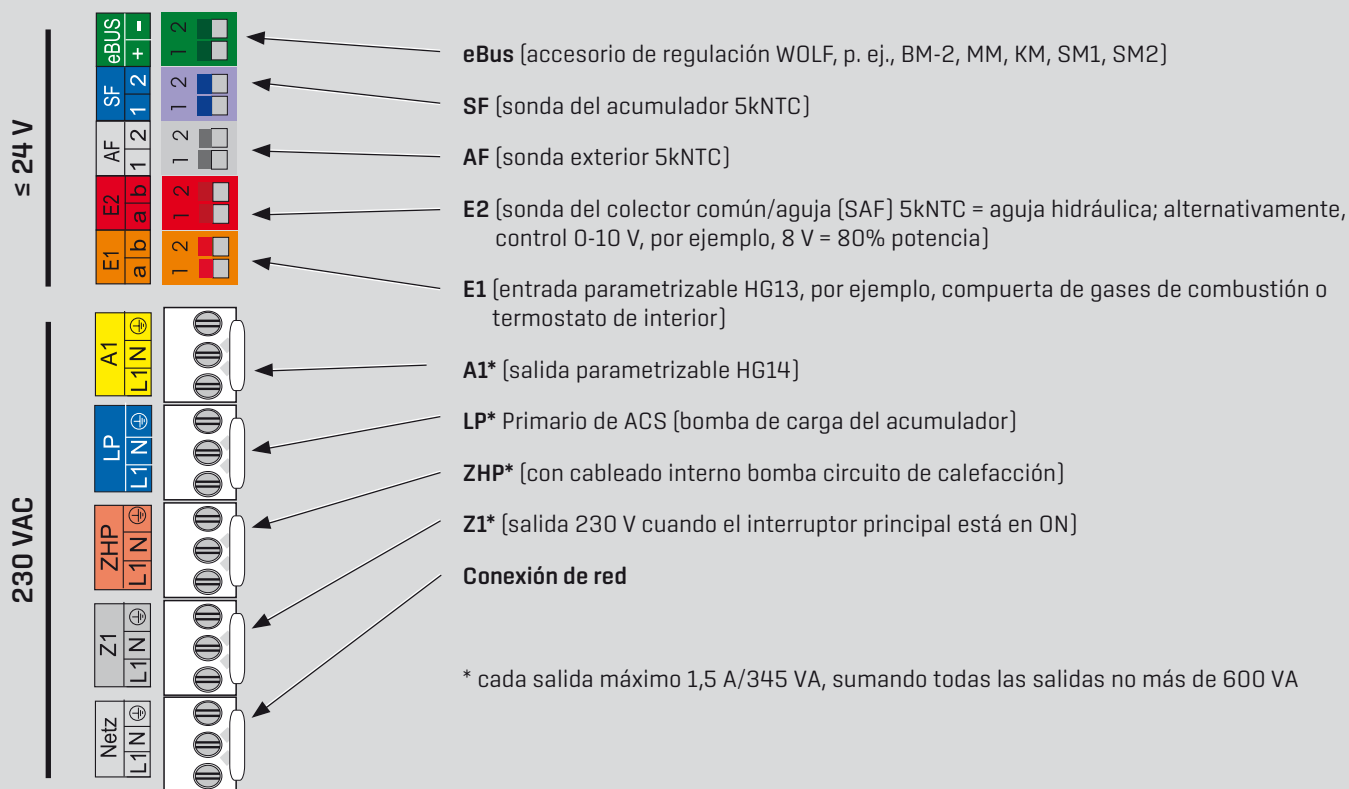 ≤ 24 V
eBUS + -
1 2
eBus (accesorio de regulación WOLF, p. ej., BM-2, MM, KM, SM1, SM2)
SF 1 2
1 2
SF (sonda del acumulador 5kNTC)
AF 1 2
1 2
AF (sonda exterior 5kNTC)
E2 a b
1 2
E2 (sonda del colector común/aguja (SAF) 5kNTC = aguja hidráulica; alternativamente,
control 0-10 V, por ejemplo, 8 V = 80% potencia)
E1 a b
1 2
E1 (entrada parametrizable HG13, por ejemplo, compuerta de gases de combustión o
termostato de interior)
230 VAC
A1 L1 N
A1* (salida parametrizable HG14)
LP L1 N
LP* Primario de ACS (bomba de carga del acumulador)
ZHP L1 N
ZHP* (con cableado interno bomba circuito de calefacción)
Z1 L1 N
Z1* (salida 230 V cuando el interruptor principal está en ON)
Netz L1 N
Conexión de red
* cada salida máximo 1,5 A/345 VA, sumando todas las salidas no más de 600 VA